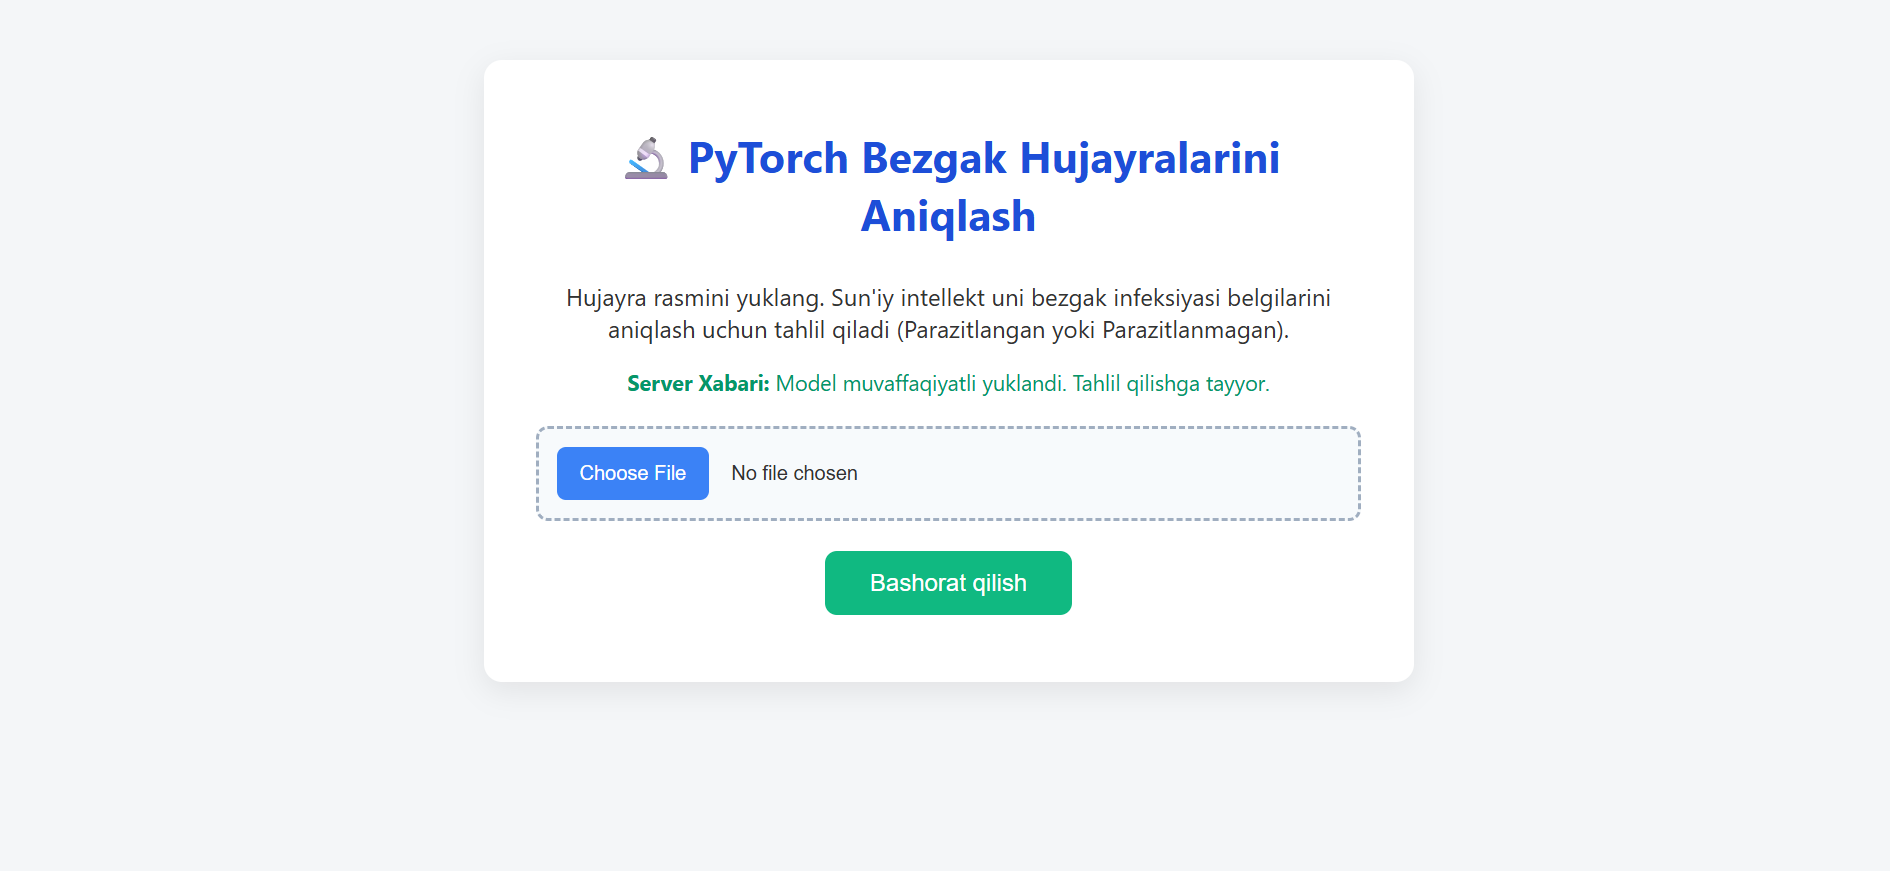 PyTorch Bezgak Hujayralarini
Aniqlash
Hujayra rasmini yuklang. Sun'iy intellekt uni bezgak infeksiyasi belgilarini
aniqlash uchun tahlil qiladi (Parazitlangan yoki Parazitlanmagan).
Server Xabari: Model muvaffaqiyatli yuklandi. Tahlil qilishga tayyor.
Choose File No file chosen
Bashorat qilish